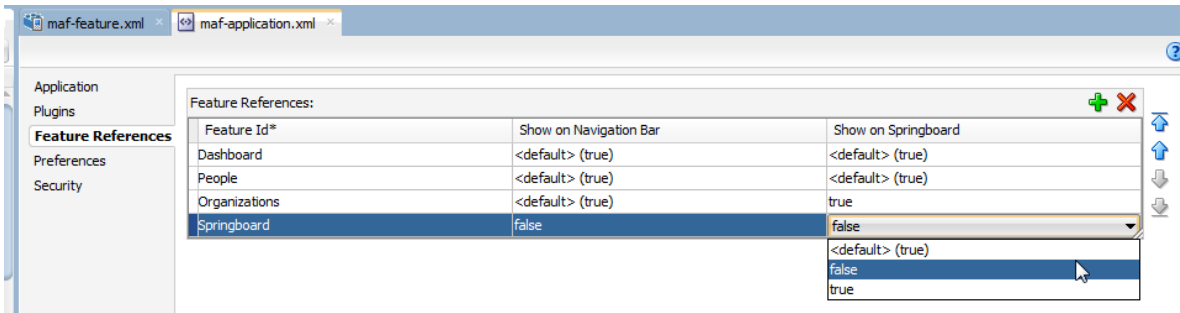 maf-feature.xml maf-application.xml
Application
Plugins
Feature References
Preferences
Security
Feature References:
Feature Id* Show on Navigation Bar Show on Springboard
Dashboard <default> (true) <default> (true)
People <default> (true) <default> (true)
Organizations <default> (true) true
Springboard false false
<default> (true)
false
true